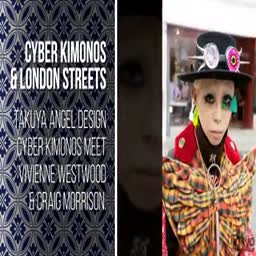 CYBER KIMONOS
& LONDON STREETS
TAKUYA ANGEL DESIGN
CYBER KIMONOS MEET
VIVIENNE WESTWOOD
& CRAIG MORRISON.